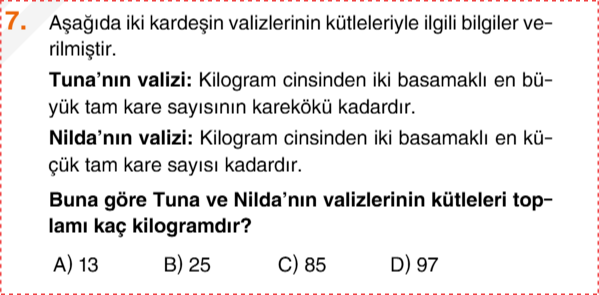 7. Aşağıda iki kardeşin valizlerinin kütleleriyle ilgili bilgiler ve-
rilmiştir.
Tuna'nın valizi: Kilogram cinsinden iki basamaklı en bü-
yük tam kare sayısının karekökü kadardır.
Nilda'nın valizi: Kilogram cinsinden iki basamaklı en kü-
çük tam kare sayısı kadardır.
Buna göre Tuna ve Nilda'nın valizlerinin kütleleri top-
lamı kaç kilogramdır?
A) 13 B) 25 C) 85 D) 97